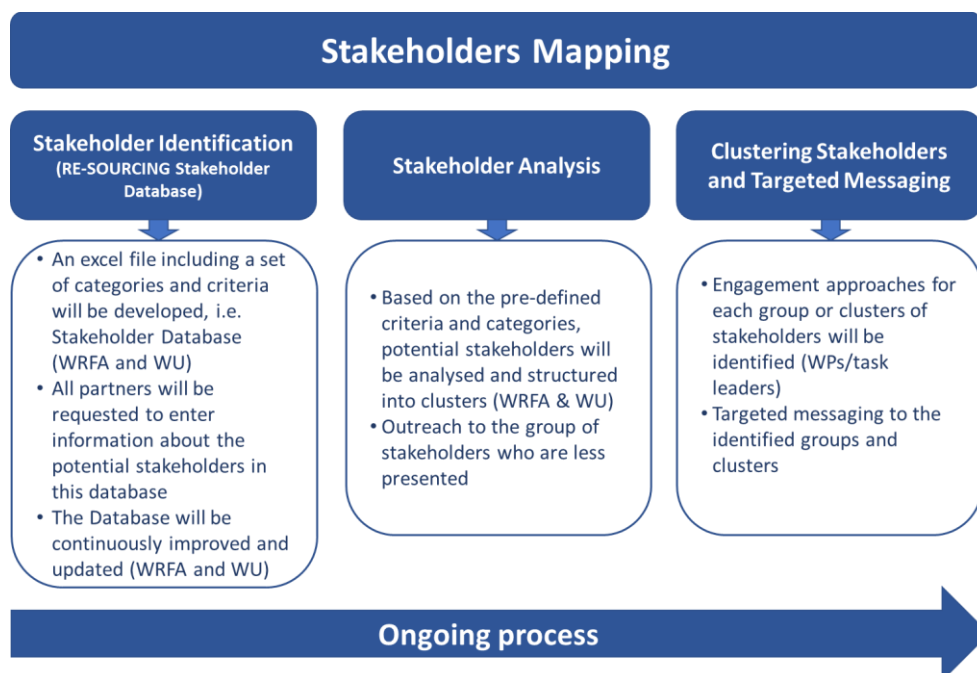 Stakeholders Mapping
Stakeholder Identification
(RE-SOURCING Stakeholder
Database)
• An excel file including a set
of categories and criteria
will be developed, i.e.
Stakeholder Database
(WRFA and WU)
• All partners will be
requested to enter
information about the
potential stakeholders in
this database
• The Database will be
continuously improved and
updated (WRFA and WU)
Stakeholder Analysis
• Based on the pre-defined
criteria and categories,
potential stakeholders will
be analysed and structured
into clusters (WRFA & WU)
• Outreach to the group of
stakeholders who are less
presented
Clustering Stakeholders
and Targeted Messaging
• Engagement approaches for
each group or clusters of
stakeholders will be
identified (WPs/task
leaders)
• Targeted messaging to the
identified groups and
clusters
Ongoing process